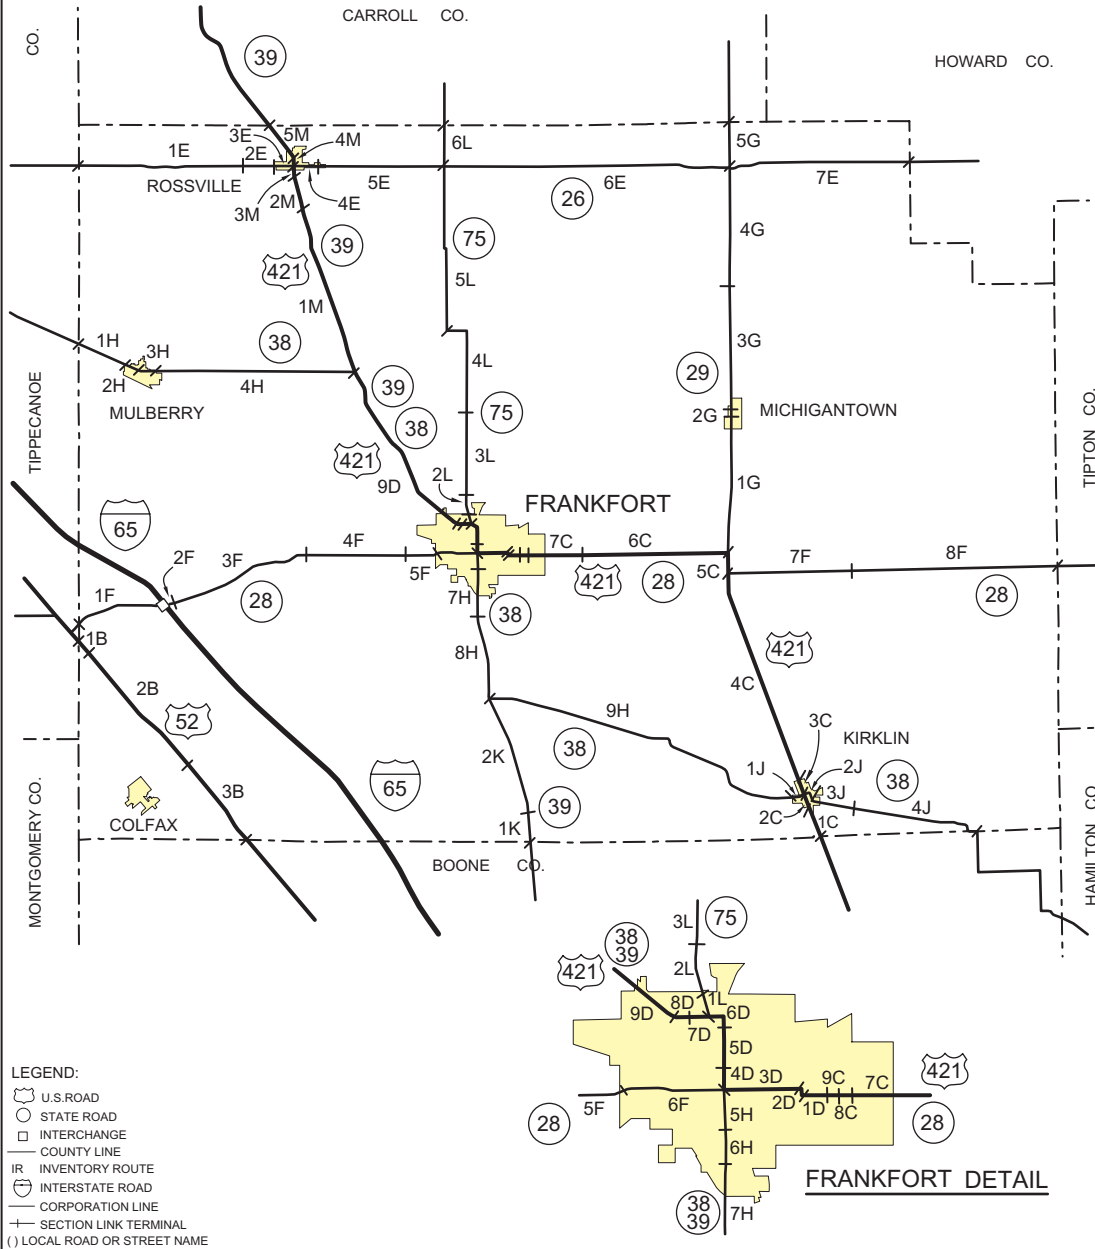 CARROLL CO.
CO.
HOWARD CO.
39
3E
5M
4M
6L
5G
1E
2E
5E
6E
7E
ROSSVILLE
3M
2M
4E
26
39
75
4G
421
5L
1M
1H
3H
38
4L
3G
2H
4H
39
29
MULBERRY
38
75
2G
MICHIGANTOWN
TIPPECANOE
TIPTON CO.
421
3L
9D
2L
1G
FRANKFORT
65
2F
3F
4F
7C
6C
7F
8F
5F
421
28
5C
28
1F
28
7H
38
1B
8H
421
2B
4C
52
9H
3C
KIRKLIN
2K
38
1J
2J
38
65
3J
3B
39
2C
4J
COLFAX
1K
1C
MONTGOMERY CO.
BOONE CO.
HAMILTON CO.
3L
75
38
39
421
2L
8D
1L
9D
7D
6D
5D
4D
3D
9C
7C
421
5F
6F
2D
1D
8C
28
5H
28
6H
FRANKFORT DETAIL
38
39
7H
LEGEND:
U.S.ROAD
STATE ROAD
INTERCHANGE
COUNTY LINE
IR INVENTORY ROUTE
INTERSTATE ROAD
CORPORATION LINE
SECTION LINK TERMINAL
( ) LOCAL ROAD OR STREET NAME